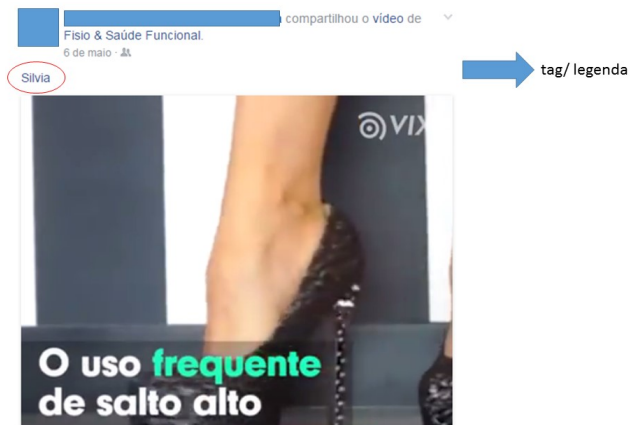 compartilhou o vídeo de
Fisio & Saúde Funcional.
6 de maio ·
Silvia
tag/ legenda
VIX
O uso frequente
de salto alto